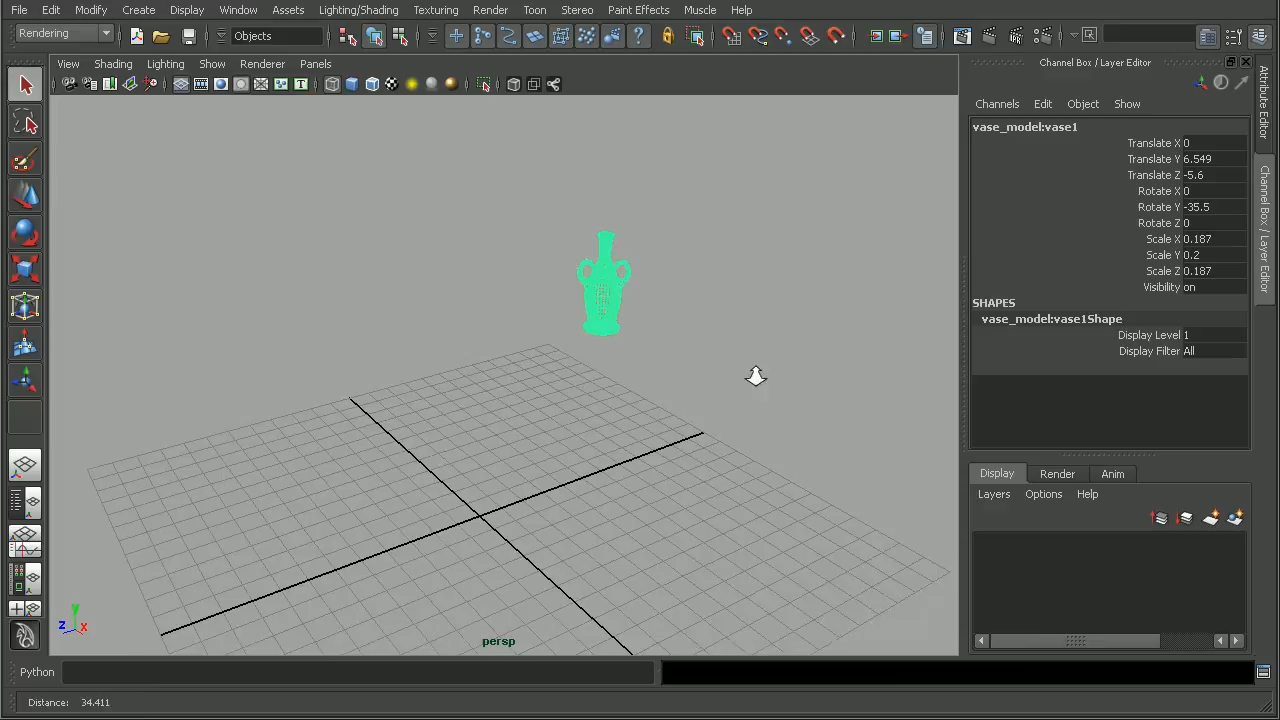 File Edit Modify Create Display Window Assets Lighting/Shading Texturing Render Toon Stereo Paint Effects Muscle Help
Rendering Objects
View Shading Lighting Show Renderer Panels
Channel Box / Layer Editor
Channels Edit Object Show
vase_model:vase1
Translate X 0
Translate Y 6.549
Translate Z -5.6
Rotate X 0
Rotate Y -35.5
Rotate Z 0
Scale X 0.187
Scale Y 0.2
Scale Z 0.187
Visibility on
SHAPES
vase_model:vase1Shape
Display Level 1
Display Filter All
Attribute Editor
Channel Box / Layer Editor
Display Render Anim
Layers Options Help
y
z x
persp
Python
Distance: 34.411